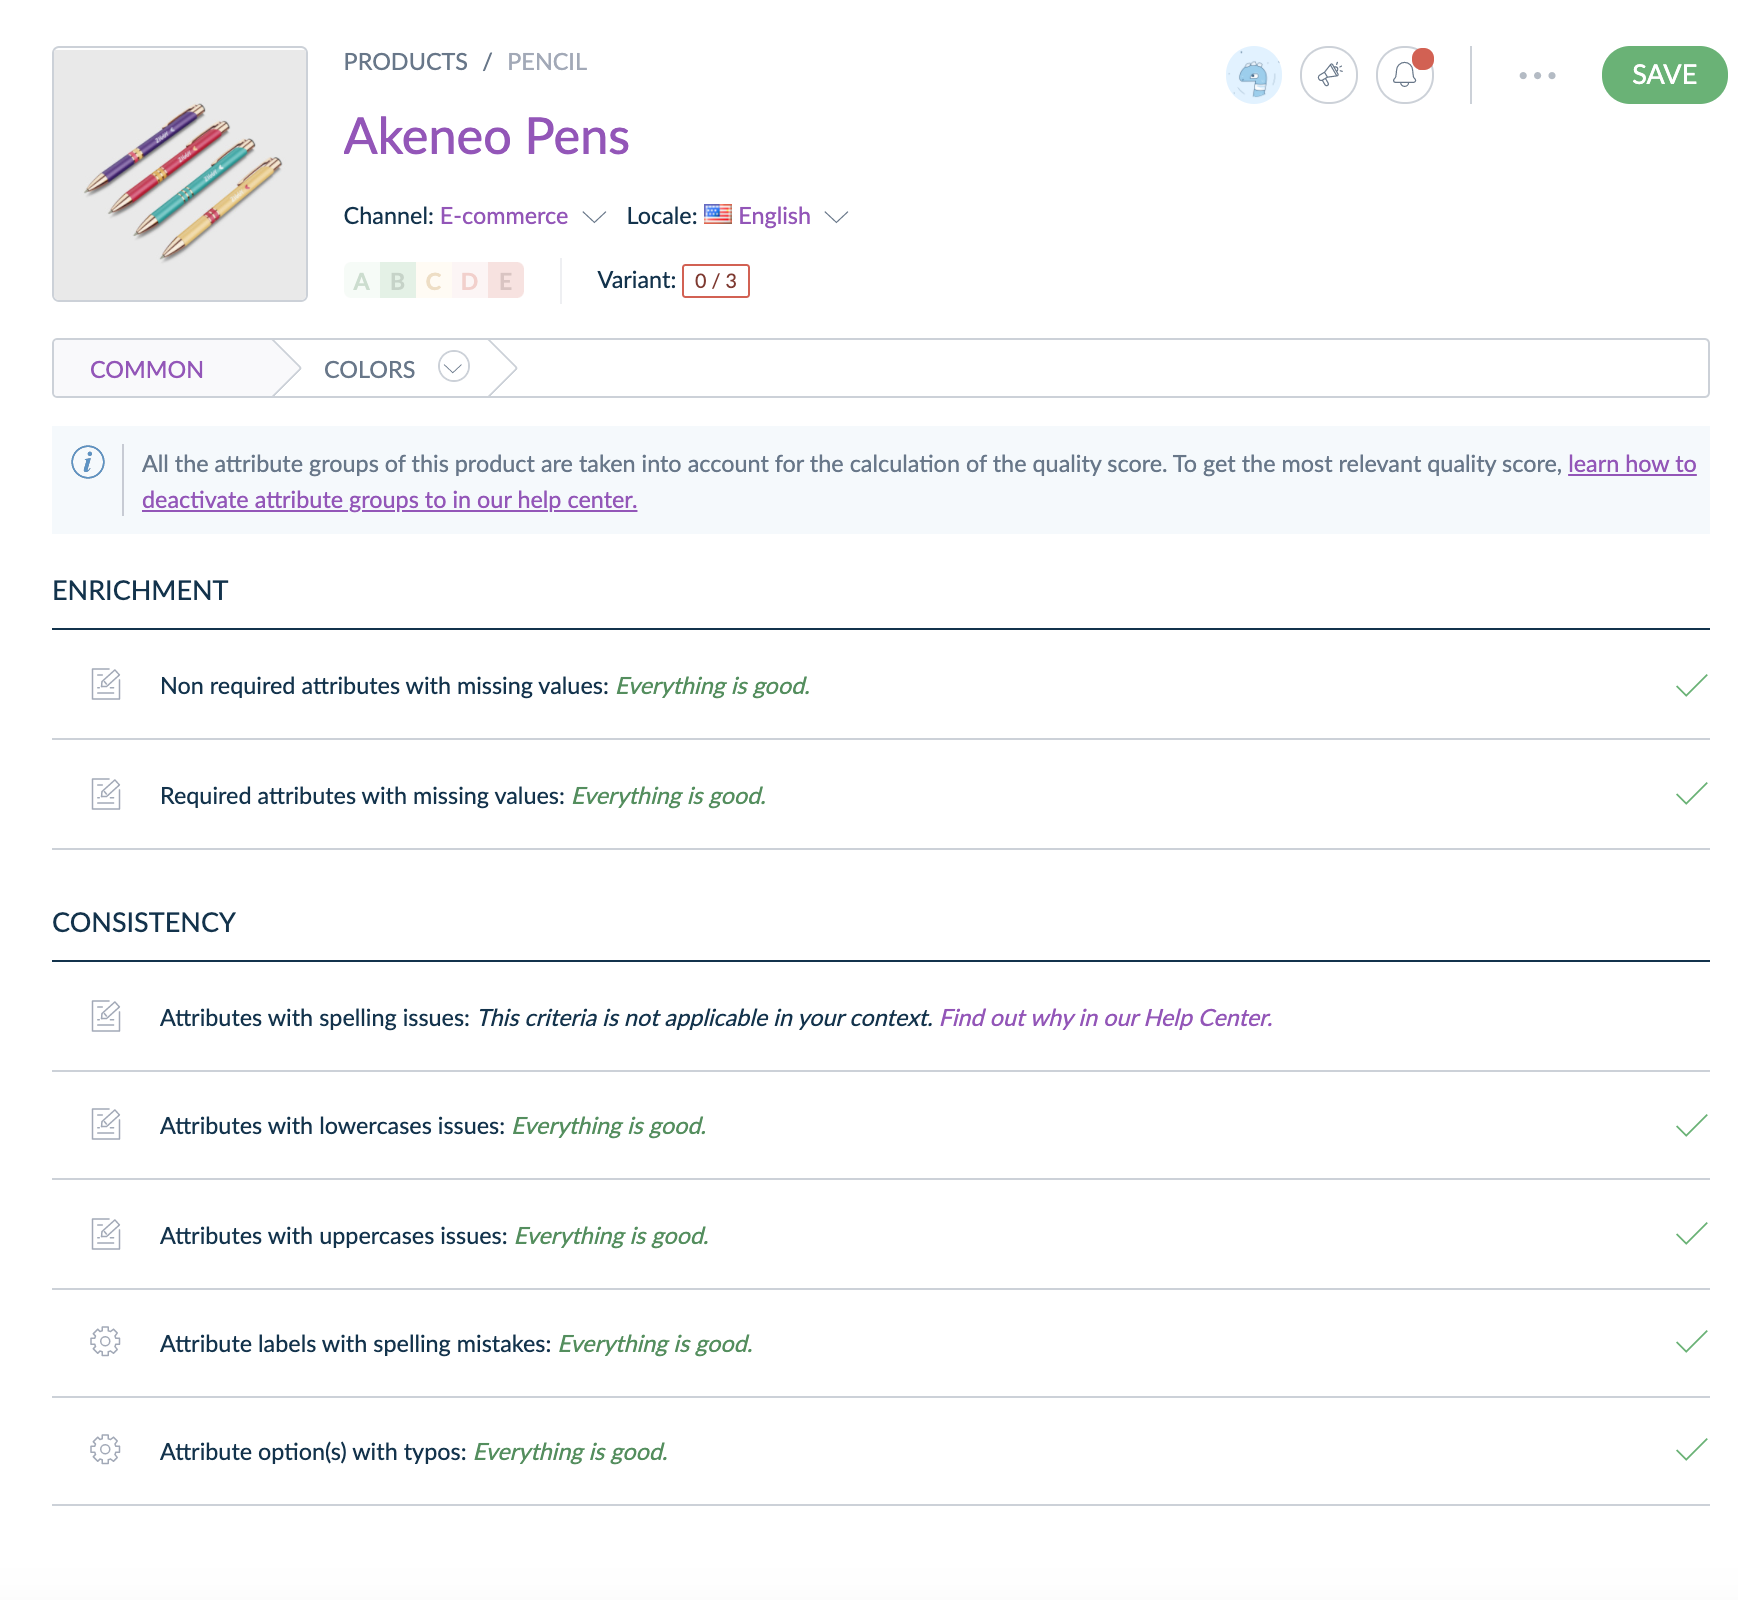 PRODUCTS / PENCIL
SAVE
Akeneo Pens
Channel: E-commerce Locale: English
A B C D E Variant: 0 / 3
COMMON COLORS
All the attribute groups of this product are taken into account for the calculation of the quality score. To get the most relevant quality score, learn how to
deactivate attribute groups to in our help center.
ENRICHMENT
Non required attributes with missing values: Everything is good.
Required attributes with missing values: Everything is good.
CONSISTENCY
Attributes with spelling issues: This criteria is not applicable in your context. Find out why in our Help Center.
Attributes with lowercases issues: Everything is good.
Attributes with uppercases issues: Everything is good.
Attribute labels with spelling mistakes: Everything is good.
Attribute option(s) with typos: Everything is good.